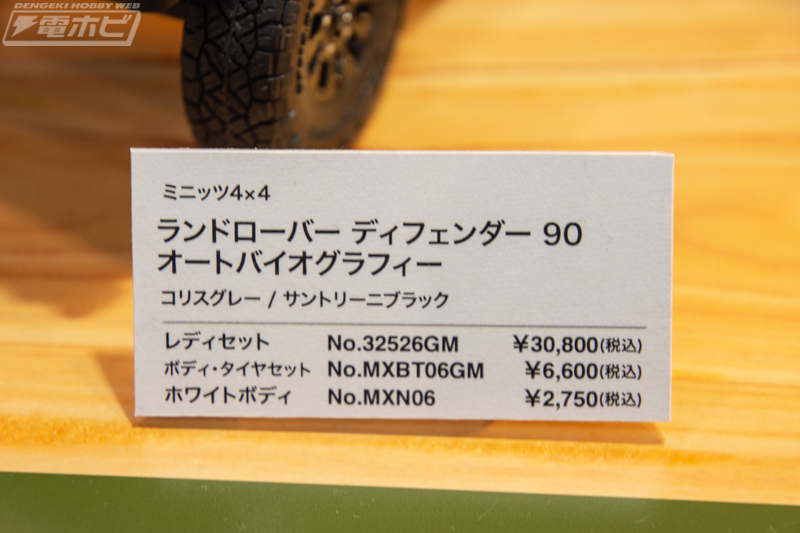 DENGEKI HOBBY WEB
電ホビ
ミニッツ4×4
ランドローバー ディフェンダー 90
オートバイオグラフィー
コリスグレー / サントリーニブラック
レディセット No.32526GM ¥30,800(税込)
ボディ・タイヤセット No.MXBT06GM ¥6,600(税込)
ホワイトボディ No.MXN06 ¥2,750(税込)